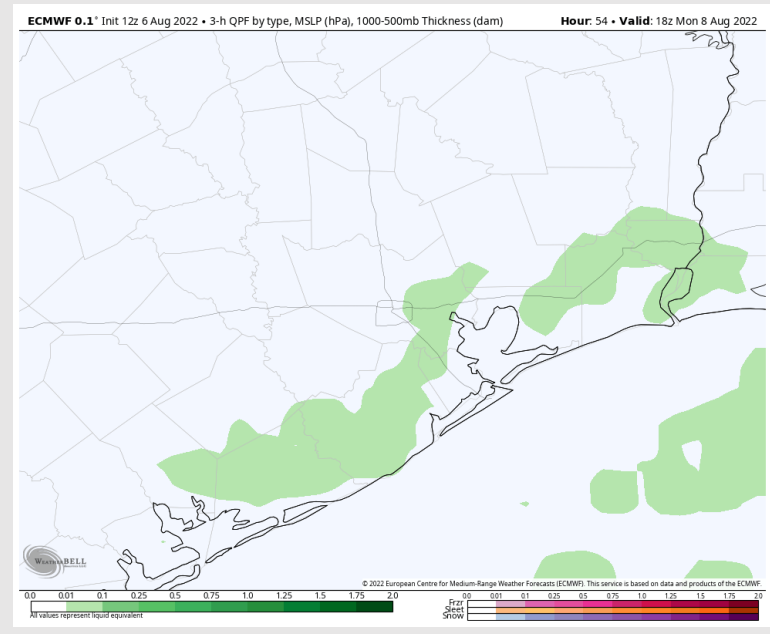 ECMWF 0.1° Init 12z 6 Aug 2022 • 3-h QPF by type, MSLP (hPa), 1000-500mb Thickness (dam)
Hour: 54 • Valid: 18z Mon 8 Aug 2022
WEATHERBELL
© 2022 European Centre for Medium-Range Weather Forecasts (ECMWF). This service is based on data and products of the ECMWF.
0.0 0.01 0.1 0.25 0.5 0.75 1.0 1.25 1.5 1.75 2.0
All values represent liquid equivalent
0.0 0.01 0.1 0.25 0.5 0.75 1.0 1.25 1.5 1.75 2.0
Frzr
Sleet
Snow